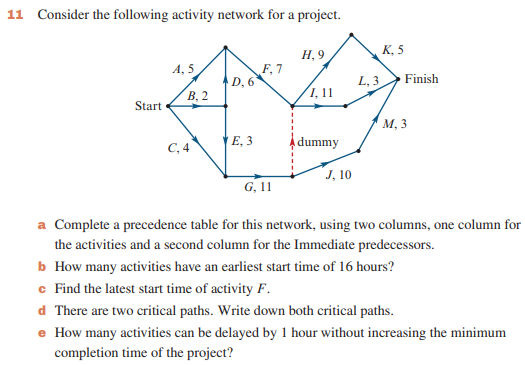 11 Consider the following activity network for a project.
H, 9
K, 5
A, 5
F, 7
D, 6
L, 3
Finish
B, 2
I, 11
Start
M, 3
C, 4
E, 3
dummy
J, 10
G, 11
a Complete a precedence table for this network, using two columns, one column for
the activities and a second column for the Immediate predecessors.
b How many activities have an earliest start time of 16 hours?
c Find the latest start time of activity F.
d There are two critical paths. Write down both critical paths.
e How many activities can be delayed by 1 hour without increasing the minimum
completion time of the project?